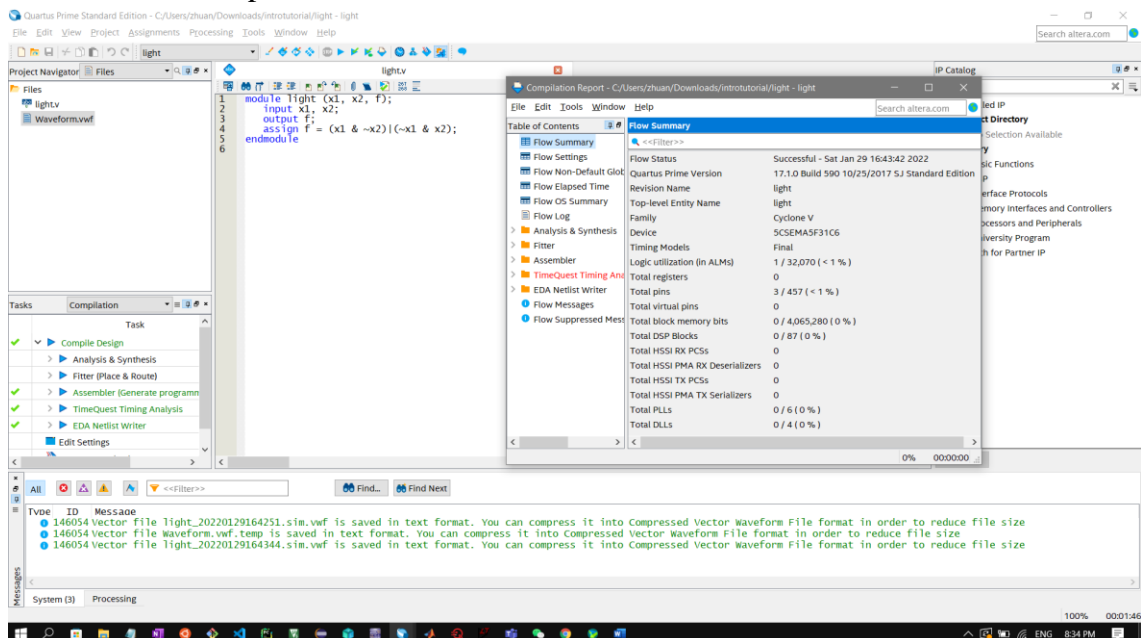 Quartus Prime Standard Edition - C:/Users/zhuan/Downloads/introtutorial/light - light
File Edit View Project Assignments Processing Tools Window Help
Search altera.com
light
Project Navigator Files
light.v
IP Catalog
Files
light.v
Waveform.vwf
1 module light (x1, x2, f);
2 input x1, x2;
3 output f;
4 assign f = (x1 & ~x2)|(~x1 & x2);
5 endmodule
6
Compilation Report - C:/Users/zhuan/Downloads/introtutorial/light - light
File Edit Tools Window Help
Search altera.com
Table of Contents
Flow Summary
Flow Settings
Flow Non-Default Glob
Flow Elapsed Time
Flow OS Summary
Flow Log
Analysis & Synthesis
Fitter
Assembler
TimeQuest Timing Ana
EDA Netlist Writer
Flow Messages
Flow Suppressed Mess
Flow Summary
<<Filter>>
Flow Status Successful - Sat Jan 29 16:43:42 2022
Quartus Prime Version 17.1.0 Build 590 10/25/2017 SJ Standard Edition
Revision Name light
Top-level Entity Name light
Family Cyclone V
Device 5CSEMA5F31C6
Timing Models Final
Logic utilization (in ALMs) 1 / 32,070 ( < 1 % )
Total registers 0
Total pins 3 / 457 ( < 1 % )
Total virtual pins 0
Total block memory bits 0 / 4,065,280 ( 0 % )
Total DSP Blocks 0 / 87 ( 0 % )
Total HSSI RX PCSs 0
Total HSSI PMA RX Deserializers 0
Total HSSI TX PCSs 0
Total HSSI PMA TX Serializers 0
Total PLLs 0 / 6 ( 0 % )
Total DLLs 0 / 4 ( 0 % )
0% 00:00:00
led IP
ct Directory
Selection Available
y
sic Functions
P
erface Protocols
emory Interfaces and Controllers
ocessors and Peripherals
iversity Program
h for Partner IP
Tasks Compilation
Task
Compile Design
Analysis & Synthesis
Fitter (Place & Route)
Assembler (Generate programm
TimeQuest Timing Analysis
EDA Netlist Writer
Edit Settings
All <<Filter>> Find... Find Next
Type ID Message
146054 Vector file light_20220129164251.sim.vwf is saved in text format. You can compress it into Compressed Vector Waveform File format in order to reduce file size
146054 Vector file Waveform.vwf.temp is saved in text format. You can compress it into Compressed Vector Waveform File format in order to reduce file size
146054 Vector file light_20220129164344.sim.vwf is saved in text format. You can compress it into Compressed Vector Waveform File format in order to reduce file size
Messages
System (3) Processing
100% 00:01:46
ENG 8:34 PM